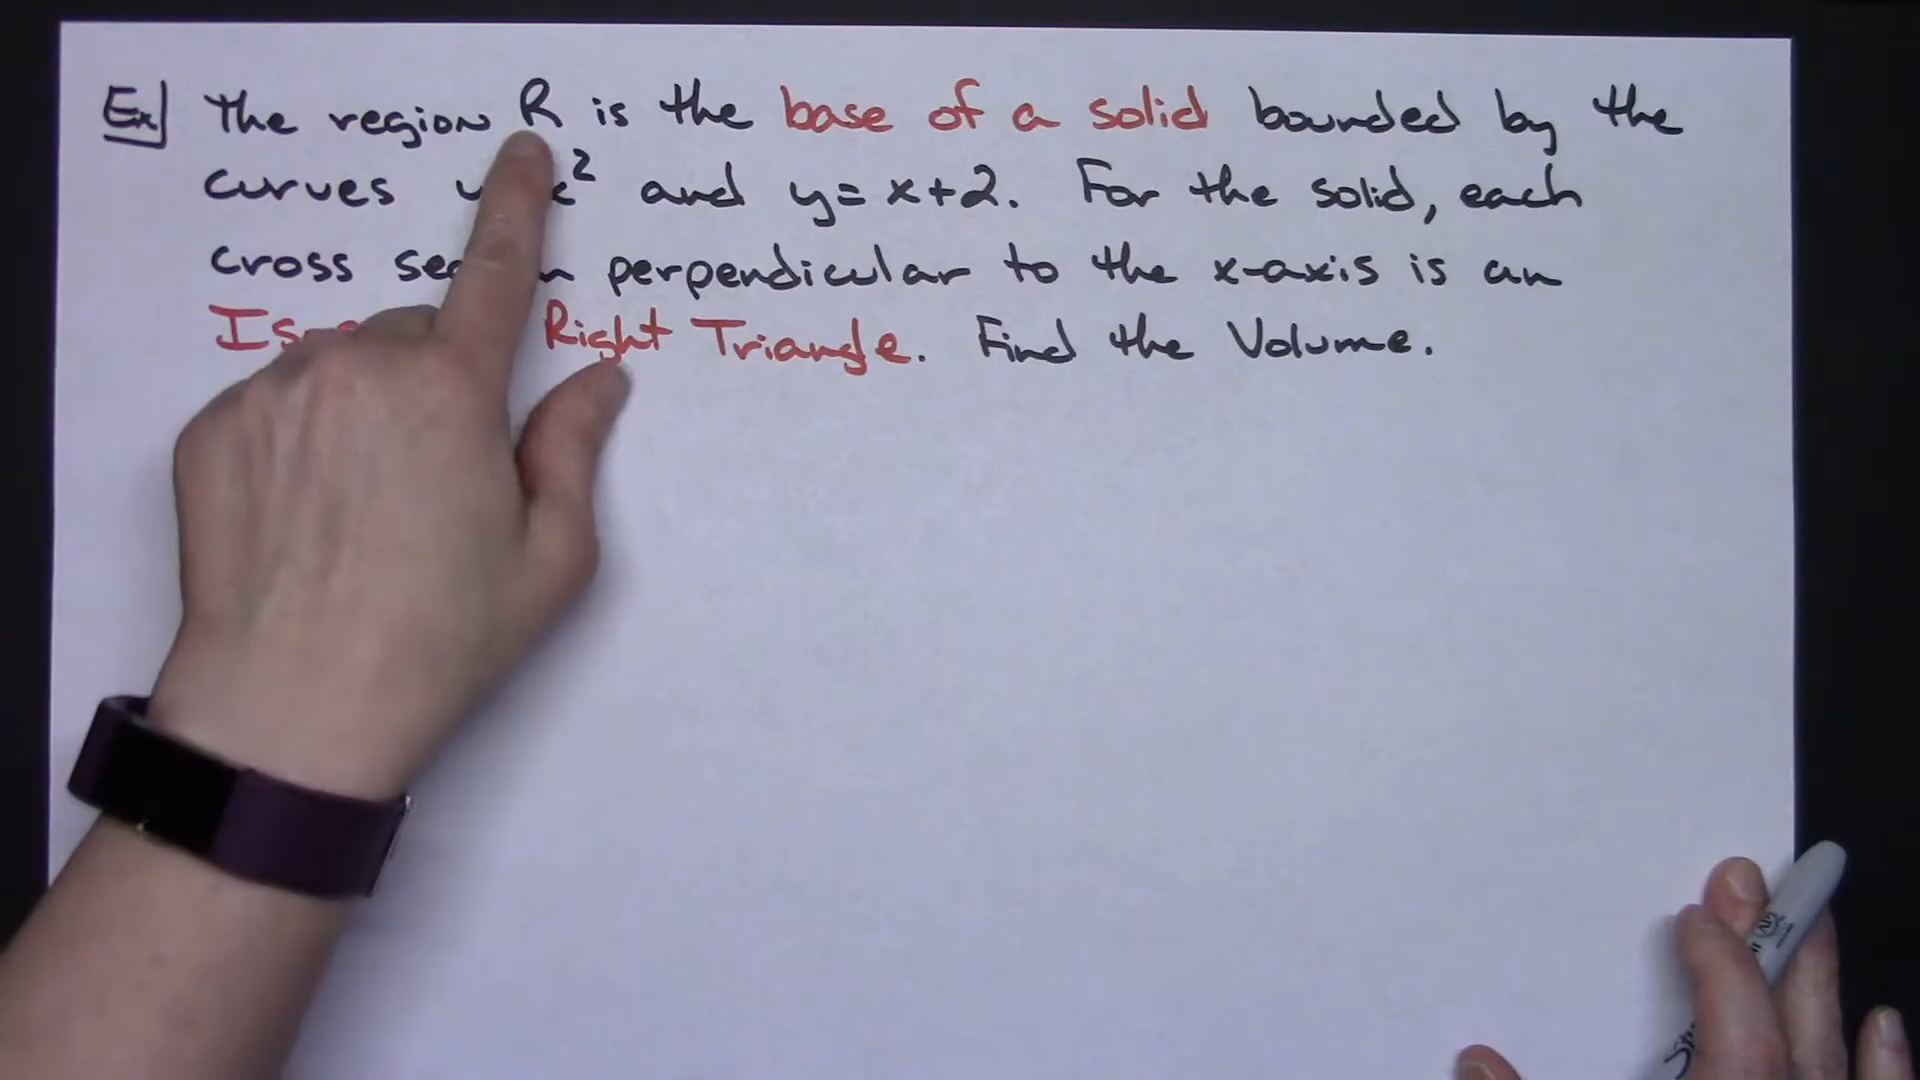 Ex The region R is the base of a solid bounded by the
curves x² and y = x+2. For the solid, each
cross perpendicular to the x-axis is an
Right Triangle. Find the Volume.